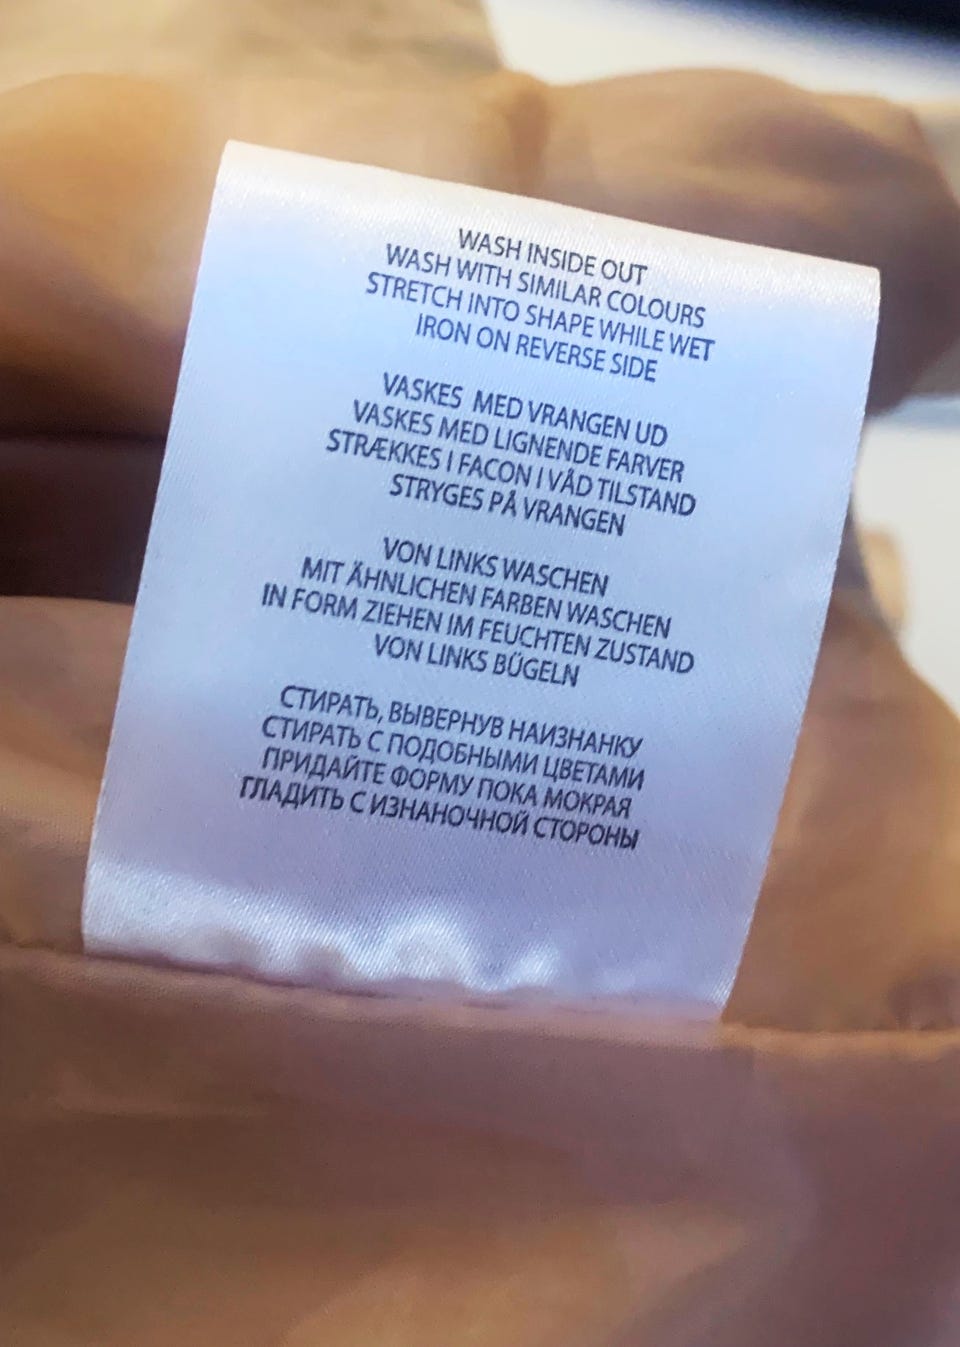 WASH INSIDE OUT
WASH WITH SIMILAR COLOURS
STRETCH INTO SHAPE WHILE WET
IRON ON REVERSE SIDE
VASKES MED VRANGEN UD
VASKES MED LIGNENDE FARVER
STRÆKKES I FACON I VÅD TILSTAND
STRYGES PÅ VRANGEN
VON LINKS WASCHEN
MIT ÄHNLICHEN FARBEN WASCHEN
IN FORM ZIEHEN IM FEUCHTEN ZUSTAND
VON LINKS BÜGELN
СТИРАТЬ, ВЫВЕРНУВ НАИЗНАНКУ
СТИРАТЬ С ПОДОБНЫМИ ЦВЕТАМИ
ПРИДАЙТЕ ФОРМУ ПОКА МОКРАЯ
ГЛАДИТЬ С ИЗНАНОЧНОЙ СТОРОНЫ